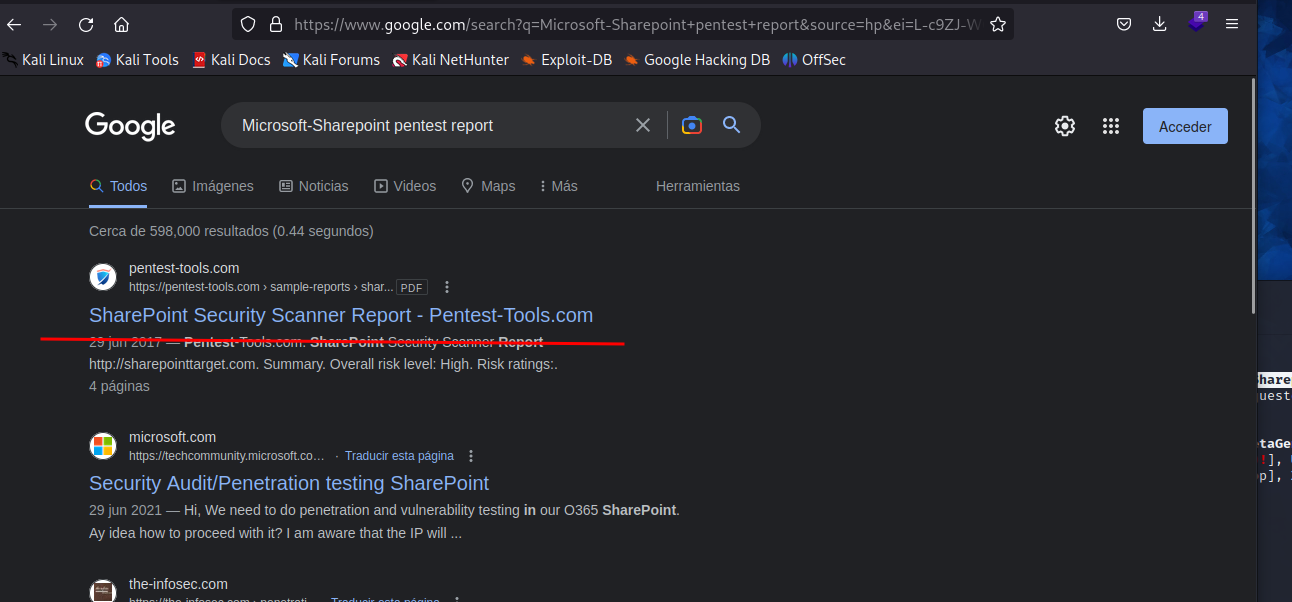 https://www.google.com/search?q=Microsoft-Sharepoint+pentest+report&source=hp&ei=L-c9ZJ-W
4
Kali Linux Kali Tools Kali Docs Kali Forums Kali NetHunter Exploit-DB Google Hacking DB OffSec
Google
Microsoft-Sharepoint pentest report
Acceder
Todos Imágenes Noticias Videos Maps Más Herramientas
Cerca de 598,000 resultados (0.44 segundos)
pentest-tools.com
https://pentest-tools.com › sample-reports › shar... PDF
SharePoint Security Scanner Report - Pentest-Tools.com
29 jun 2017 — Pentest-Tools.com. SharePoint Security Scanner Report
http://sharepointtarget.com. Summary. Overall risk level: High. Risk ratings:.
4 páginas
microsoft.com
https://techcommunity.microsoft.co… · Traducir esta página
Security Audit/Penetration testing SharePoint
29 jun 2021 — Hi, We need to do penetration and vulnerability testing in our O365 SharePoint.
Ay idea how to proceed with it? I am aware that the IP will ...
the-infosec.com
https://the-infosec.com › penetrati... Traducir esta página
hare
uest
taGe
!],
p],